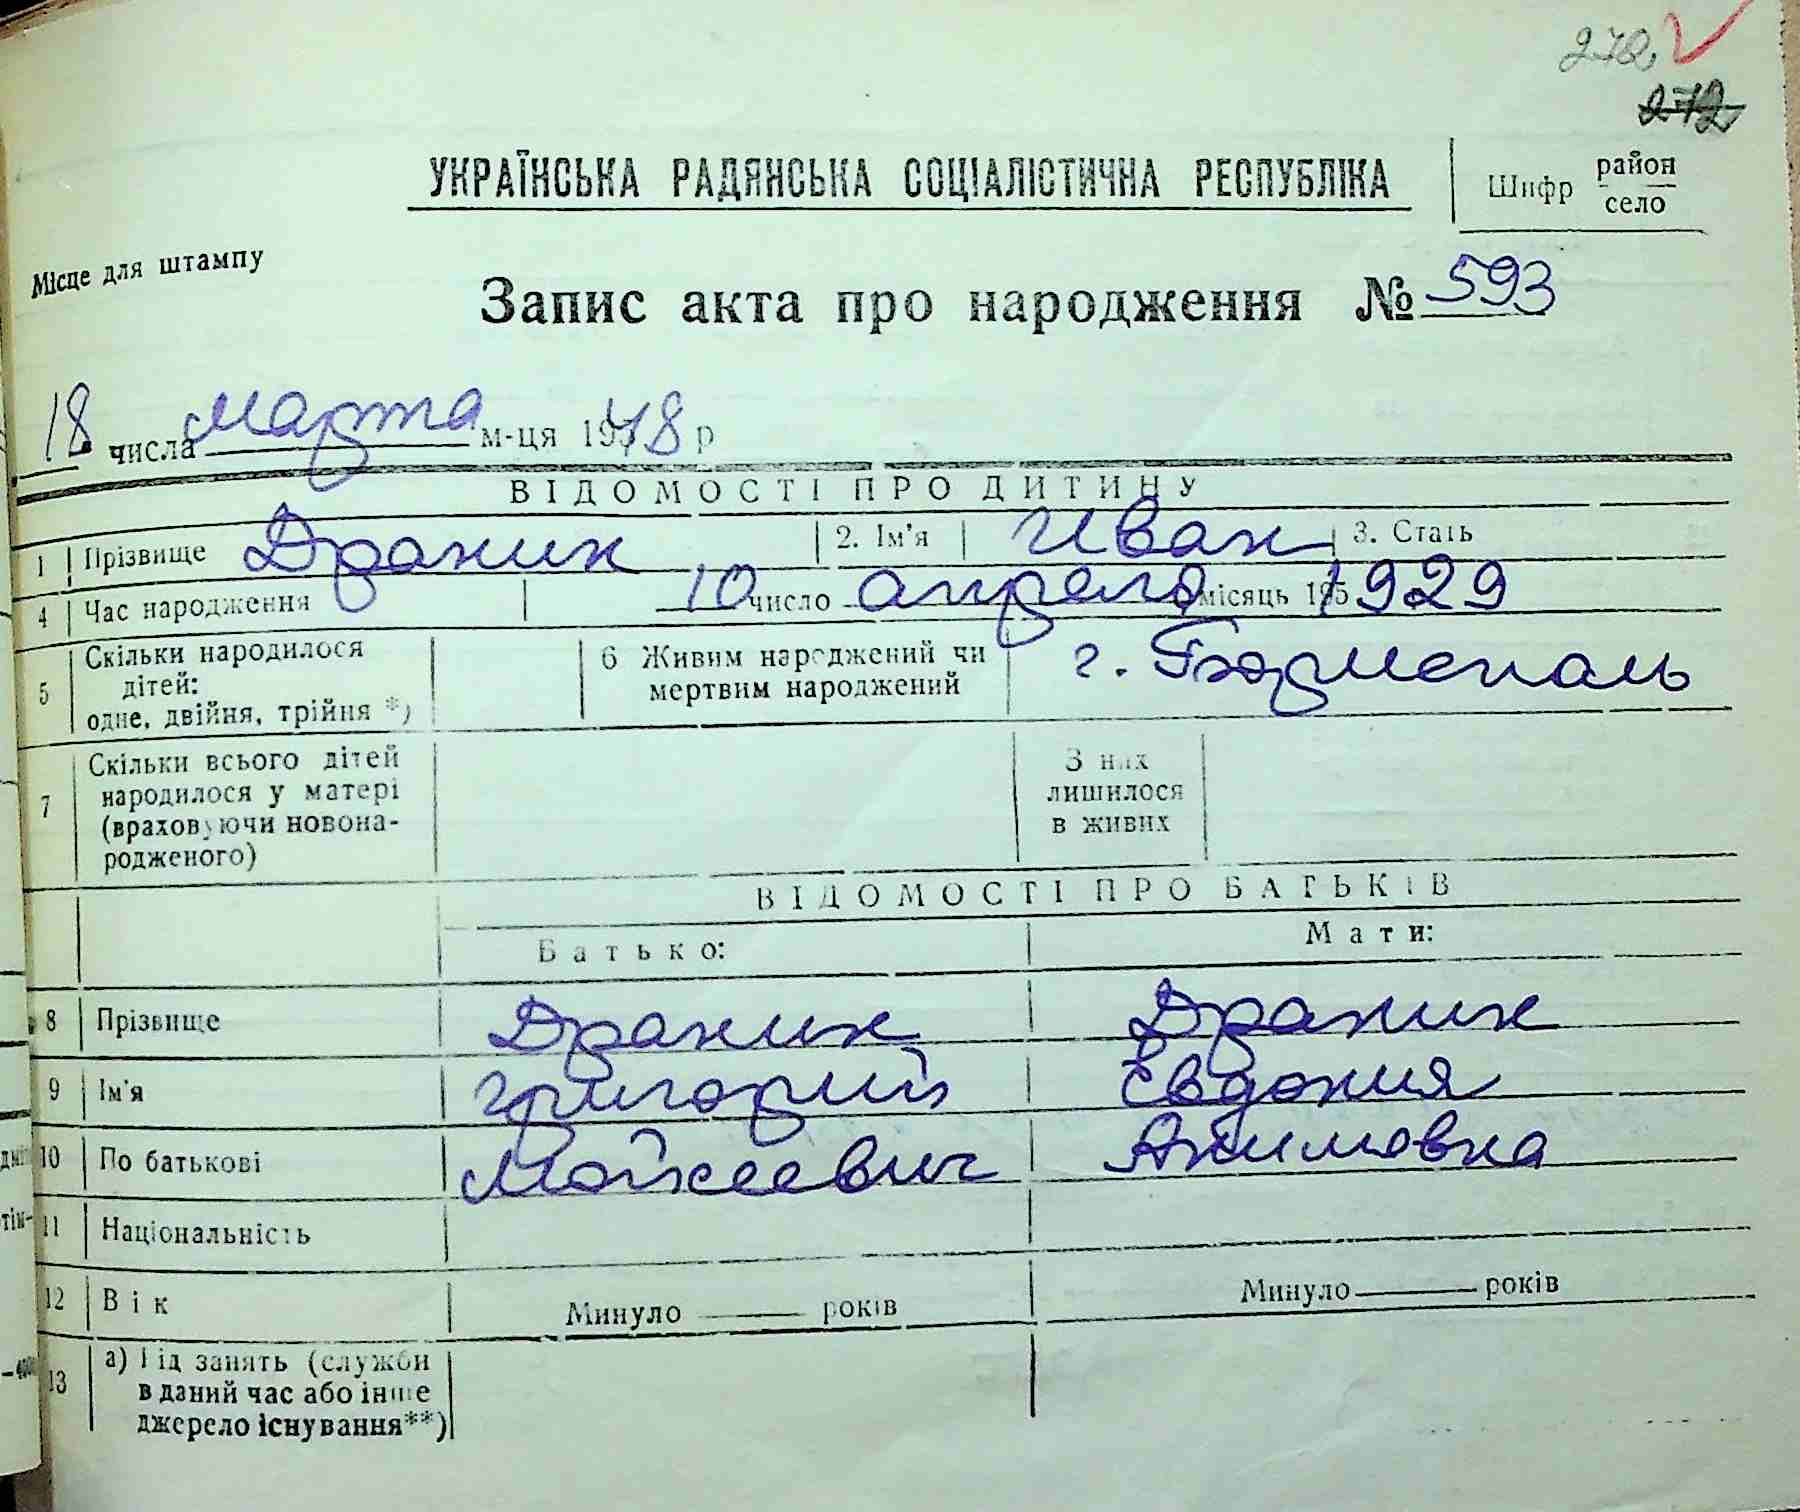 272
272
УКРАЇНСЬКА РАДЯНСЬКА СОЦІАЛІСТИЧНА РЕСПУБЛІКА
Шифр район село
Місце для штампу
Запис акта про народження № 593
18 числа марта м-ця 1948 р
ВІДОМОСТІ ПРО ДИТИНУ
1 Прізвище Драник 2. Ім'я Иван 3. Стать
4 Час народження 10 число апреля місяць 195 1929
5 Скільки народилося дітей: одне, двійня, трійня *) 6 Живим народжений чи мертвим народжений г. Борисполь
7 Скільки всього дітей народилося у матері (враховуючи новонародженого) З них лишилося в живих
ВІДОМОСТІ ПРО БАТЬКІВ
Батько: Мати:
8 Прізвище Драник Драник
9 Ім'я Григорий Евдокия
10 По батькові Мойсеевич Акимовна
11 Національність
12 Вік Минуло років Минуло років
13 а) Рід занять (служби в даний час або інше джерело існування**)